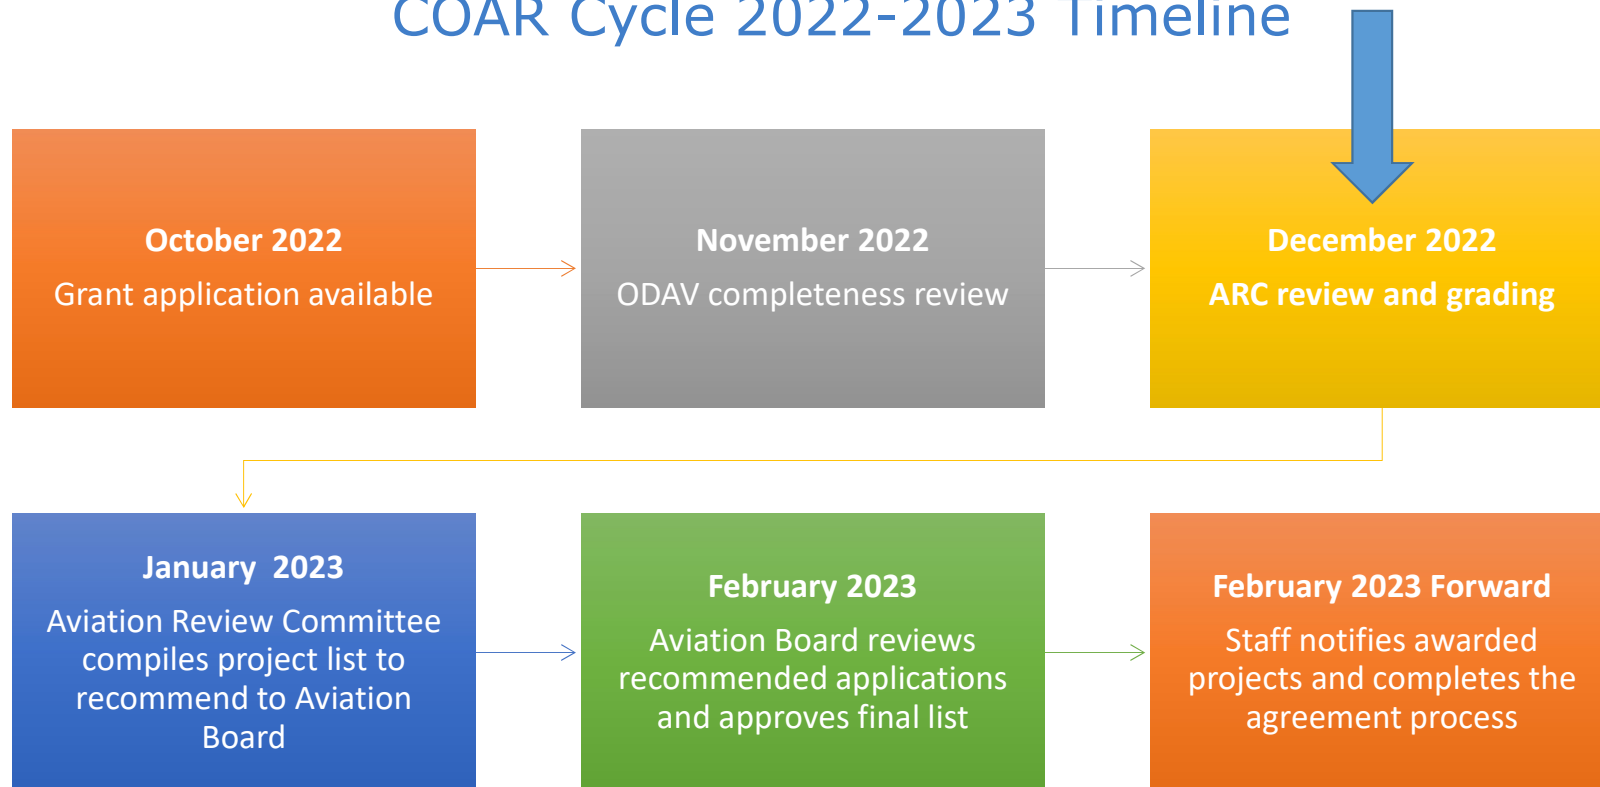 COAR Cycle 2022-2023 Timeline
October 2022
Grant application available
November 2022
ODAV completeness review
December 2022
ARC review and grading
January 2023
Aviation Review Committee
compiles project list to
recommend to Aviation
Board
February 2023
Aviation Board reviews
recommended applications
and approves final list
February 2023 Forward
Staff notifies awarded
projects and completes the
agreement process